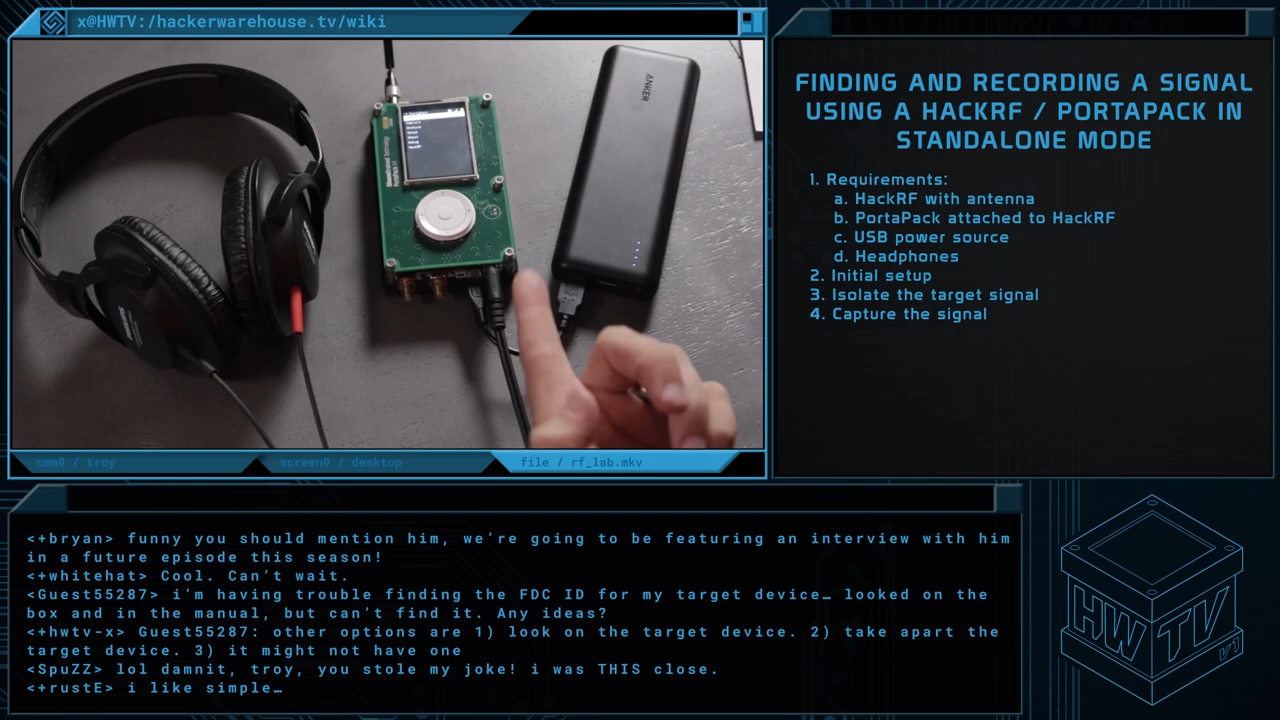 x@HWTV:/hackerwarehouse.tv/wiki
ANKER
cam0 / troy
screen0 / desktop
file / rf_lab.mkv
FINDING AND RECORDING A SIGNAL
USING A HACKRF / PORTAPACK IN
STANDALONE MODE
1. Requirements:
a. HackRF with antenna
b. PortaPack attached to HackRF
c. USB power source
d. Headphones
2. Initial setup
3. Isolate the target signal
4. Capture the signal
<+bryan> funny you should mention him, we’re going to be featuring an interview with him
in a future episode this season!
<+whitehat> Cool. Can’t wait.
<Guest55287> i’m having trouble finding the FDC ID for my target device… looked on the
box and in the manual, but can’t find it. Any ideas?
<+hwtv-x> Guest55287: other options are 1) look on the target device. 2) take apart the
target device. 3) it might not have one
<SpuZZ> lol damnit, troy, you stole my joke! i was THIS close.
<+rustE> i like simple…
HWTV
V1